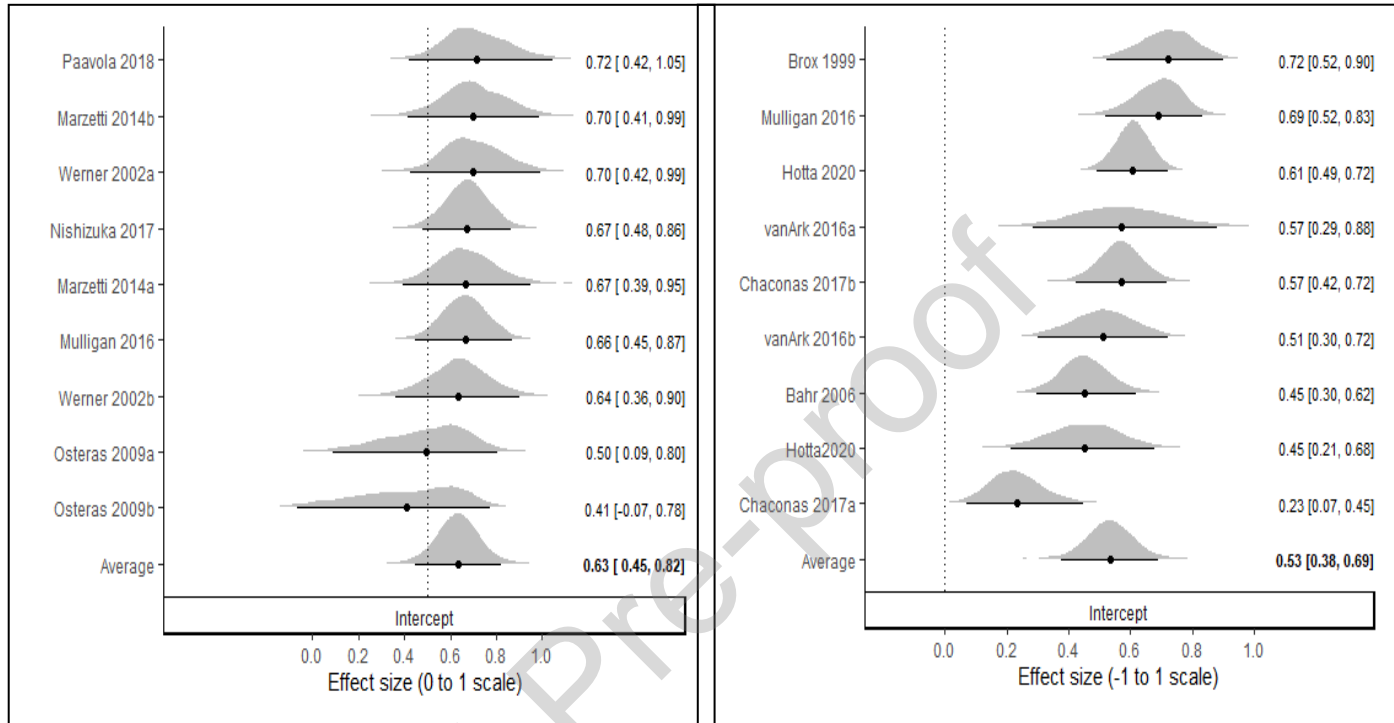 Paavola 2018 0.72 [ 0.42, 1.05]
Marzetti 2014b 0.70 [ 0.41, 0.99]
Werner 2002a 0.70 [ 0.42, 0.99]
Nishizuka 2017 0.67 [ 0.48, 0.86]
Marzetti 2014a 0.67 [ 0.39, 0.95]
Mulligan 2016 0.66 [ 0.45, 0.87]
Werner 2002b 0.64 [ 0.36, 0.90]
Osteras 2009a 0.50 [ 0.09, 0.80]
Osteras 2009b 0.41 [-0.07, 0.78]
Average 0.63 [ 0.45, 0.82]
Intercept
0.0 0.2 0.4 0.6 0.8 1.0
Effect size (0 to 1 scale)
Brox 1999 0.72 [0.52, 0.90]
Mulligan 2016 0.69 [0.52, 0.83]
Hotta 2020 0.61 [0.49, 0.72]
vanArk 2016a 0.57 [0.29, 0.88]
Chaconas 2017b 0.57 [0.42, 0.72]
vanArk 2016b 0.51 [0.30, 0.72]
Bahr 2006 0.45 [0.30, 0.62]
Hotta2020 0.45 [0.21, 0.68]
Chaconas 2017a 0.23 [0.07, 0.45]
Average 0.53 [0.38, 0.69]
Intercept
0.0 0.2 0.4 0.6 0.8 1.0
Effect size (-1 to 1 scale)
Pre-proof